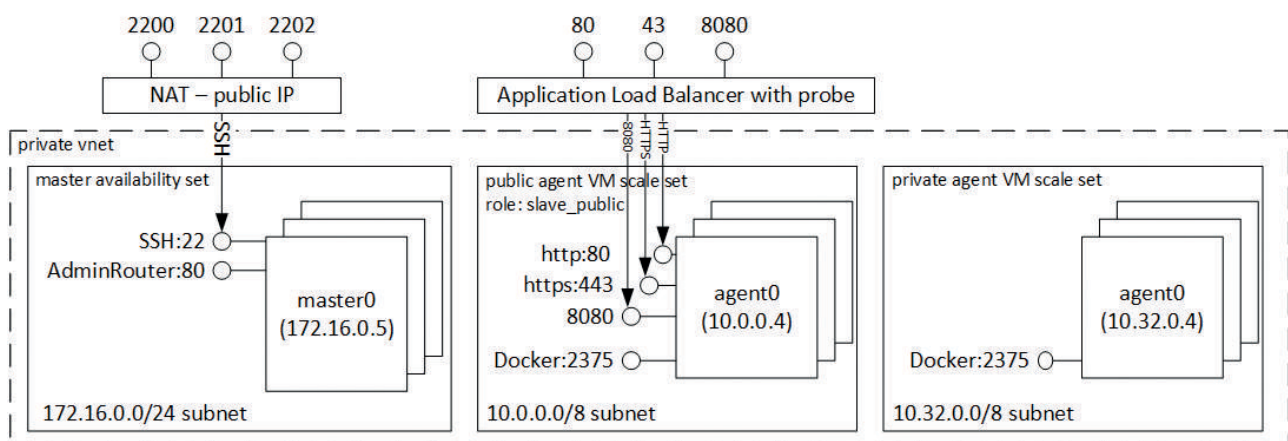 2200 2201 2202
80 43 8080
NAT – public IP
Application Load Balancer with probe
SSH
8080
HTTPS
HTTP
private vnet
master availability set
SSH:22
AdminRouter:80
master0
(172.16.0.5)
172.16.0.0/24 subnet
public agent VM scale set
role: slave_public
http:80
https:443
8080
Docker:2375
agent0
(10.0.0.4)
10.0.0.0/8 subnet
private agent VM scale set
agent0
(10.32.0.4)
Docker:2375
10.32.0.0/8 subnet